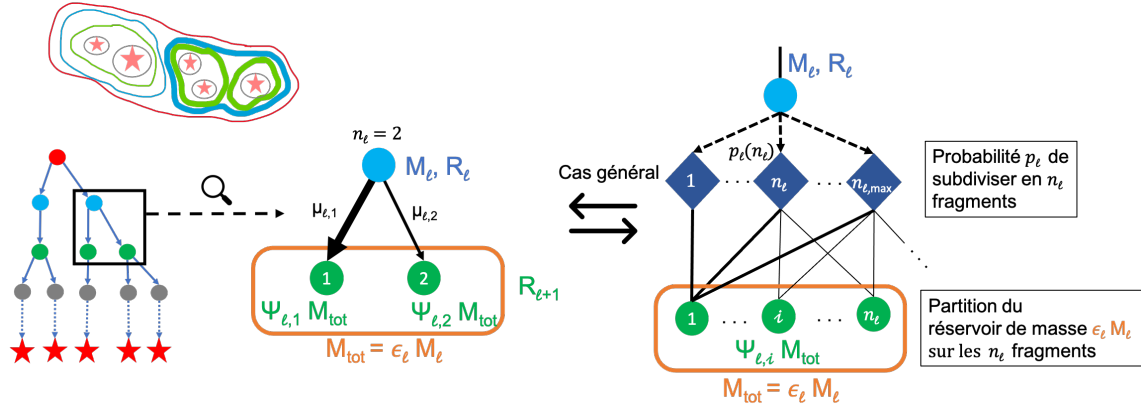 n_ℓ = 2
M_ℓ, R_ℓ
μ_ℓ,1
μ_ℓ,2
1
2
R_ℓ+1
Ψ_ℓ,1 M_tot
Ψ_ℓ,2 M_tot
M_tot = ϵ_ℓ M_ℓ
Cas général
M_ℓ, R_ℓ
p_ℓ(n_ℓ)
1
...
n_ℓ
...
n_ℓ,max
Probabilité p_ℓ de
subdiviser en n_ℓ
fragments
...
1
...
i
...
n_ℓ
Ψ_ℓ,i M_tot
M_tot = ϵ_ℓ M_ℓ
Partition du
réservoir de masse ϵ_ℓ M_ℓ
sur les n_ℓ fragments